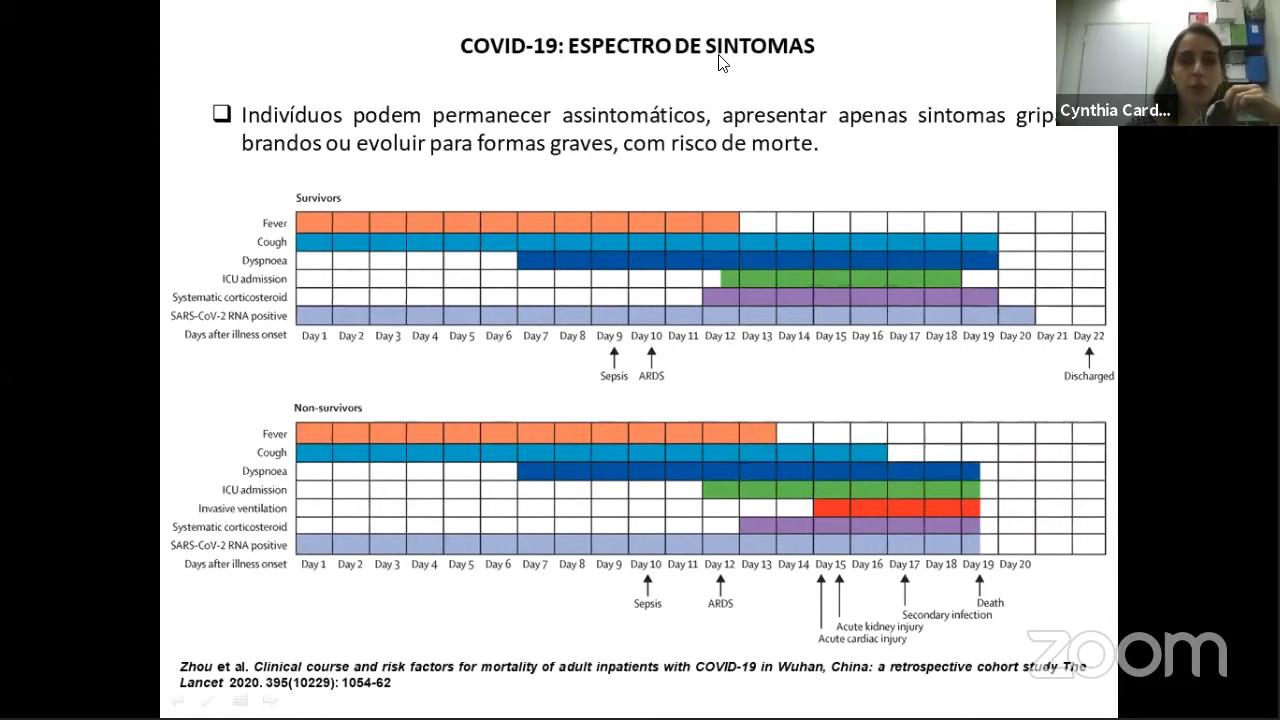 COVID-19: ESPECTRO DE SINTOMAS
Cynthia Card...
❑ Indivíduos podem permanecer assintomáticos, apresentar apenas sintomas grip
brandos ou evoluir para formas graves, com risco de morte.
Survivors
Fever
Cough
Dyspnoea
ICU admission
Systematic corticosteroid
SARS-CoV-2 RNA positive
Days after illness onset Day 1 Day 2 Day 3 Day 4 Day 5 Day 6 Day 7 Day 8 Day 9 Day 10 Day 11 Day 12 Day 13 Day 14 Day 15 Day 16 Day 17 Day 18 Day 19 Day 20 Day 21 Day 22
Sepsis ARDS Discharged
Non-survivors
Fever
Cough
Dyspnoea
ICU admission
Invasive ventilation
Systematic corticosteroid
SARS-CoV-2 RNA positive
Days after illness onset Day 1 Day 2 Day 3 Day 4 Day 5 Day 6 Day 7 Day 8 Day 9 Day 10 Day 11 Day 12 Day 13 Day 14 Day 15 Day 16 Day 17 Day 18 Day 19 Day 20
Sepsis ARDS Death
Secondary infection
Acute kidney injury
Acute cardiac injury
zoom
Zhou et al. Clinical course and risk factors for mortality of adult inpatients with COVID-19 in Wuhan, China: a retrospective cohort study The
Lancet 2020. 395(10229): 1054-62